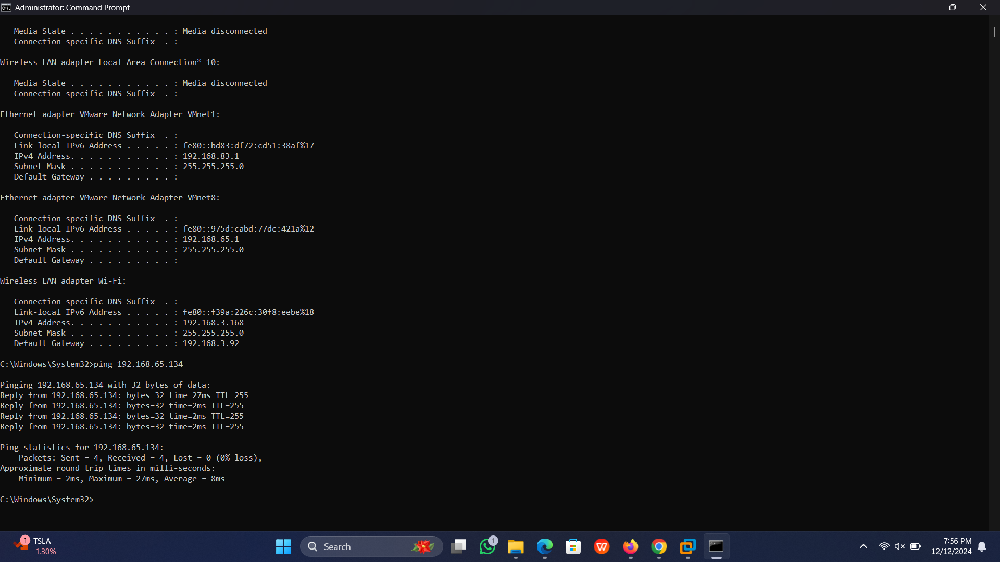 Administrator: Command Prompt
Media State . . . . . . . . . . . : Media disconnected
Connection-specific DNS Suffix  . :
Wireless LAN adapter Local Area Connection* 10:
Media State . . . . . . . . . . . : Media disconnected
Connection-specific DNS Suffix  . :
Ethernet adapter VMware Network Adapter VMnet1:
Connection-specific DNS Suffix  . :
Link-local IPv6 Address . . . . . : fe80::bd83:df72:cd51:38af%17
IPv4 Address. . . . . . . . . . . : 192.168.83.1
Subnet Mask . . . . . . . . . . . : 255.255.255.0
Default Gateway . . . . . . . . . :
Ethernet adapter VMware Network Adapter VMnet8:
Connection-specific DNS Suffix  . :
Link-local IPv6 Address . . . . . : fe80::975d:cabd:77dc:421a%12
IPv4 Address. . . . . . . . . . . : 192.168.65.1
Subnet Mask . . . . . . . . . . . : 255.255.255.0
Default Gateway . . . . . . . . . :
Wireless LAN adapter Wi-Fi:
Connection-specific DNS Suffix  . :
Link-local IPv6 Address . . . . . : fe80::f39a:226c:30f8:eebe%18
IPv4 Address. . . . . . . . . . . : 192.168.3.168
Subnet Mask . . . . . . . . . . . : 255.255.255.0
Default Gateway . . . . . . . . . : 192.168.3.92
C:\Windows\System32>ping 192.168.65.134
Pinging 192.168.65.134 with 32 bytes of data:
Reply from 192.168.65.134: bytes=32 time=27ms TTL=255
Reply from 192.168.65.134: bytes=32 time=2ms TTL=255
Reply from 192.168.65.134: bytes=32 time=2ms TTL=255
Reply from 192.168.65.134: bytes=32 time=2ms TTL=255
Ping statistics for 192.168.65.134:
Packets: Sent = 4, Received = 4, Lost = 0 (0% loss),
Approximate round trip times in milli-seconds:
Minimum = 2ms, Maximum = 27ms, Average = 8ms
C:\Windows\System32>
1 TSLA
-1.30%
Search
1
7:56 PM
12/12/2024